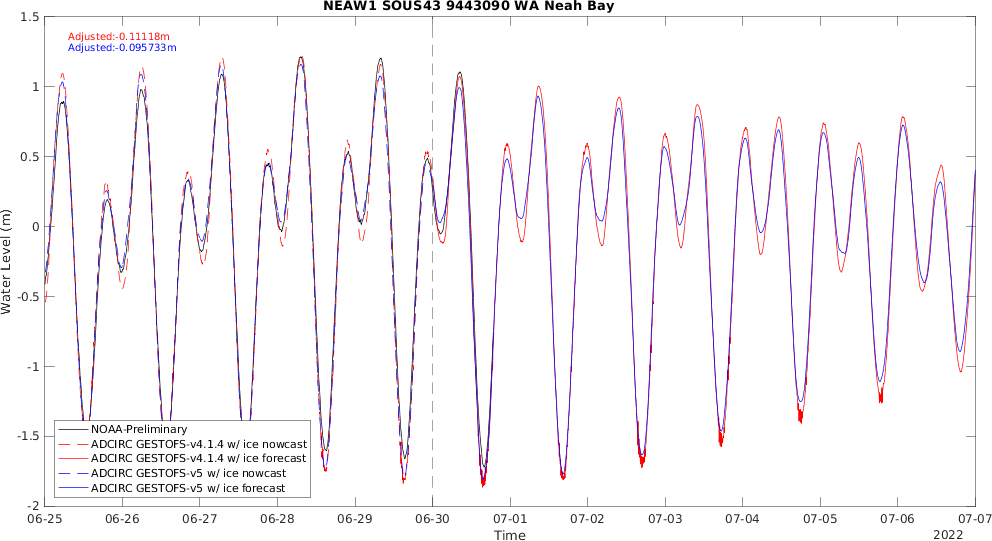 NEAW1 SOUS43 9443090 WA Neah Bay
Adjusted:-0.11118m
Adjusted:-0.095733m
Water Level (m)
1.5
1
0.5
0
-0.5
-1
-1.5
-2
NOAA-Preliminary
ADCIRC GESTOFS-v4.1.4 w/ ice nowcast
ADCIRC GESTOFS-v4.1.4 w/ ice forecast
ADCIRC GESTOFS-v5 w/ ice nowcast
ADCIRC GESTOFS-v5 w/ ice forecast
06-25 06-26 06-27 06-28 06-29 06-30 07-01 07-02 07-03 07-04 07-05 07-06 07-07
Time
2022